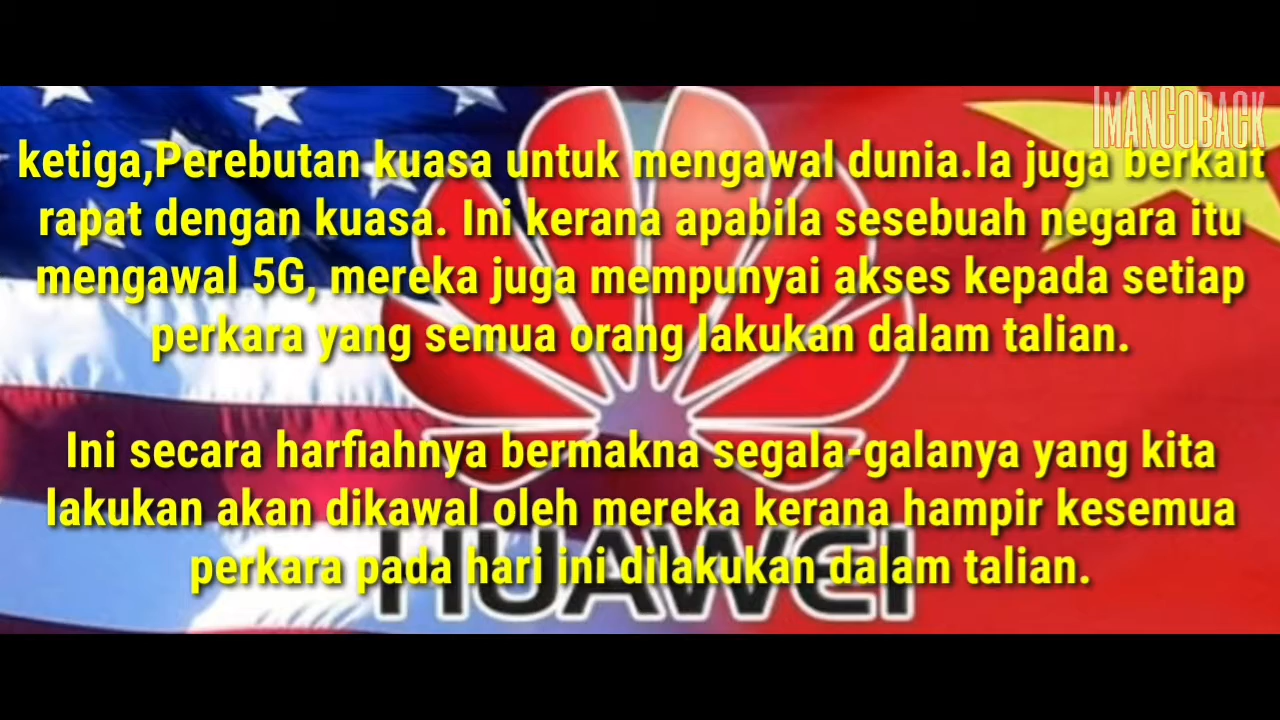 IMANGOBACK
ketiga,Perebutan kuasa untuk mengawal dunia.Ia juga berkait
rapat dengan kuasa. Ini kerana apabila sesebuah negara itu
mengawal 5G, mereka juga mempunyai akses kepada setiap
perkara yang semua orang lakukan dalam talian.
Ini secara harfiahnya bermakna segala-galanya yang kita
lakukan akan dikawal oleh mereka kerana hampir kesemua
perkara pada hari ini dilakukan dalam talian.
HUAWEI